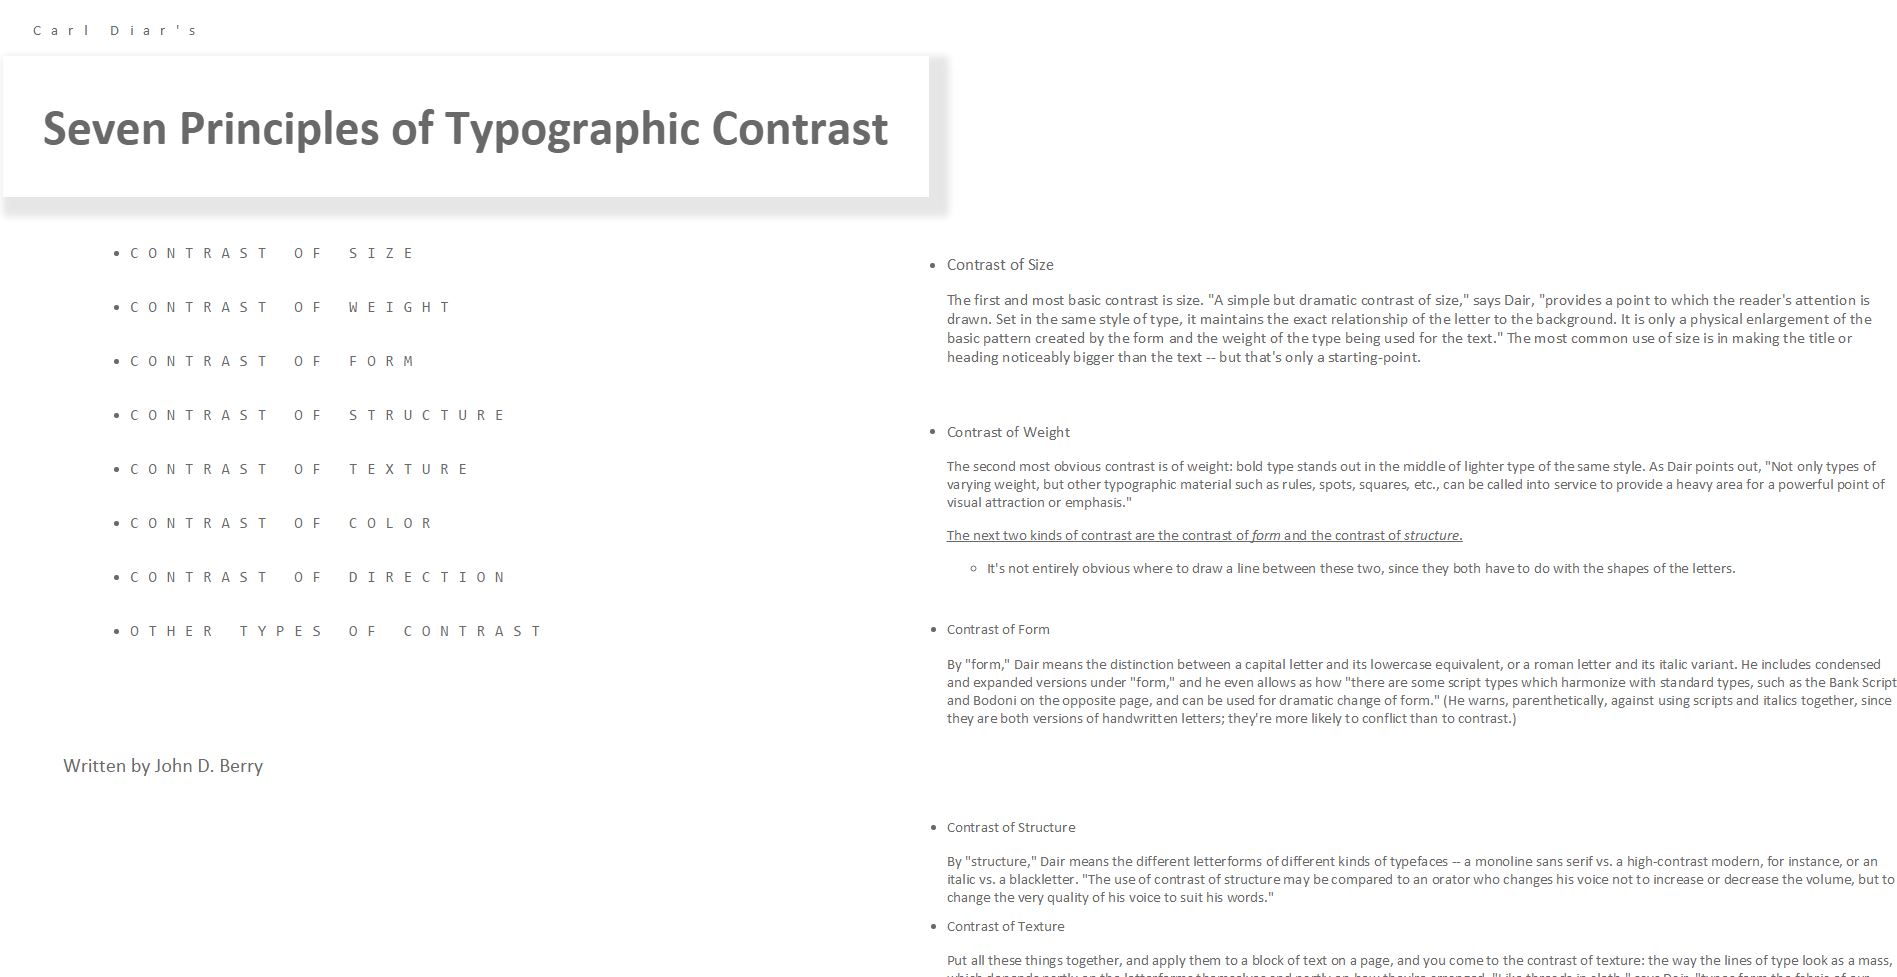 Carl Diar's
Seven Principles of Typographic Contrast
• CONTRAST OF SIZE
• CONTRAST OF WEIGHT
• CONTRAST OF FORM
• CONTRAST OF STRUCTURE
• CONTRAST OF TEXTURE
• CONTRAST OF COLOR
• CONTRAST OF DIRECTION
• OTHER TYPES OF CONTRAST
Written by John D. Berry
• Contrast of Size
The first and most basic contrast is size. "A simple but dramatic contrast of size," says Dair, "provides a point to which the reader's attention is
drawn. Set in the same style of type, it maintains the exact relationship of the letter to the background. It is only a physical enlargement of the
basic pattern created by the form and the weight of the type being used for the text." The most common use of size is in making the title or
heading noticeably bigger than the text -- but that's only a starting-point.
• Contrast of Weight
The second most obvious contrast is of weight: bold type stands out in the middle of lighter type of the same style. As Dair points out, "Not only types of
varying weight, but other typographic material such as rules, spots, squares, etc., can be called into service to provide a heavy area for a powerful point of
visual attraction or emphasis."
The next two kinds of contrast are the contrast of form and the contrast of structure.
◦ It's not entirely obvious where to draw a line between these two, since they both have to do with the shapes of the letters.
• Contrast of Form
By "form," Dair means the distinction between a capital letter and its lowercase equivalent, or a roman letter and its italic variant. He includes condensed
and expanded versions under "form," and he even allows as how "there are some script types which harmonize with standard types, such as the Bank Script
and Bodoni on the opposite page, and can be used for dramatic change of form." (He warns, parenthetically, against using scripts and italics together, since
they are both versions of handwritten letters; they're more likely to conflict than to contrast.)
• Contrast of Structure
By "structure," Dair means the different letterforms of different kinds of typefaces -- a monoline sans serif vs. a high-contrast modern, for instance, or an
italic vs. a blackletter. "The use of contrast of structure may be compared to an orator who changes his voice not to increase or decrease the volume, but to
change the very quality of his voice to suit his words."
• Contrast of Texture
Put all these things together, and apply them to a block of text on a page, and you come to the contrast of texture: the way the lines of type look as a mass,